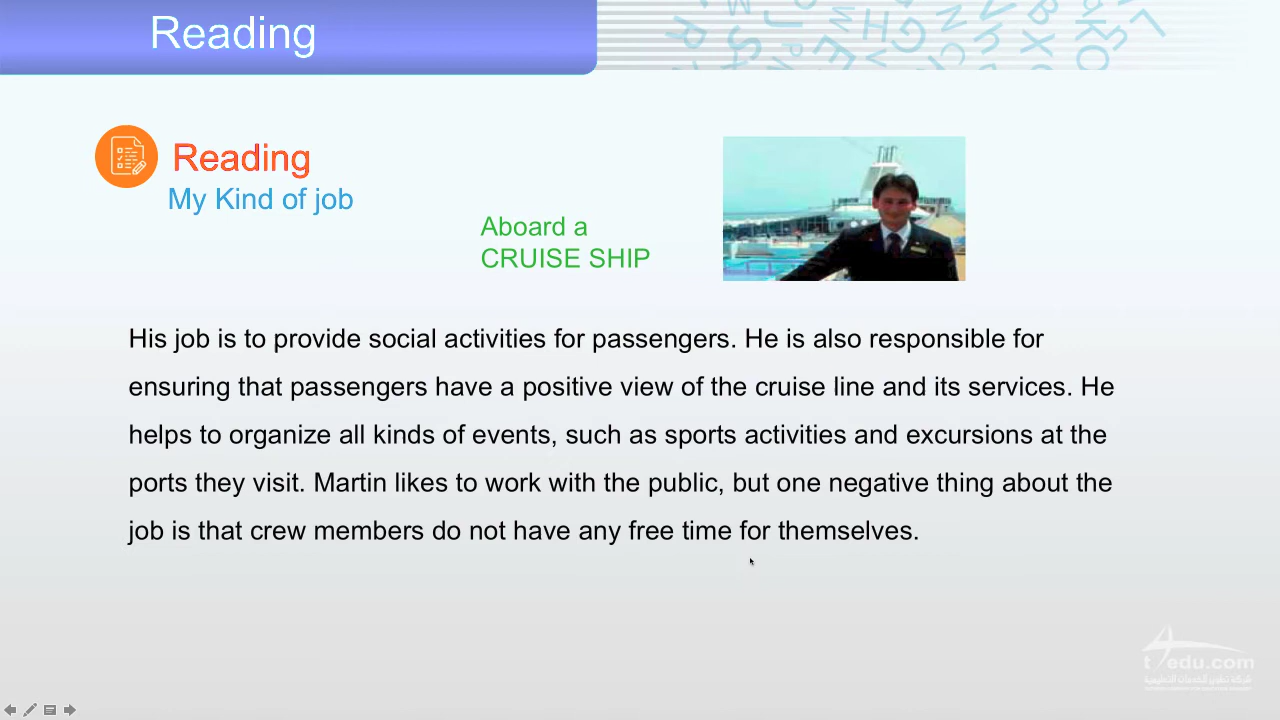 Reading
Reading
My Kind of job
Aboard a
CRUISE SHIP
His job is to provide social activities for passengers. He is also responsible for
ensuring that passengers have a positive view of the cruise line and its services. He
helps to organize all kinds of events, such as sports activities and excursions at the
ports they visit. Martin likes to work with the public, but one negative thing about the
job is that crew members do not have any free time for themselves.
edu.com
شركة تطوير الخدمات التعليمية